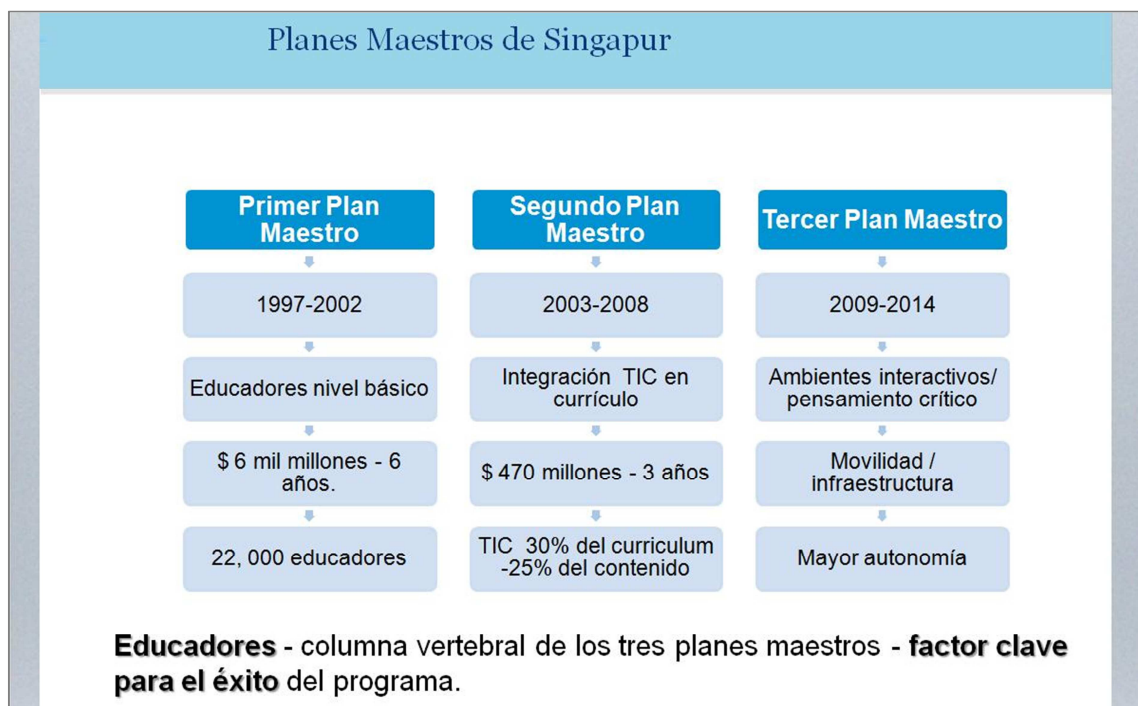 Planes Maestros de Singapur
Primer Plan
Maestro
1997-2002
Educadores nivel básico
$ 6 mil millones - 6
años.
22, 000 educadores
Segundo Plan
Maestro
2003-2008
Integración TIC en
currículo
$ 470 millones - 3 años
TIC 30% del curriculum
-25% del contenido
Tercer Plan Maestro
2009-2014
Ambientes interactivos/
pensamiento crítico
Movilidad /
infraestructura
Mayor autonomía
Educadores - columna vertebral de los tres planes maestros - factor clave
para el éxito del programa.